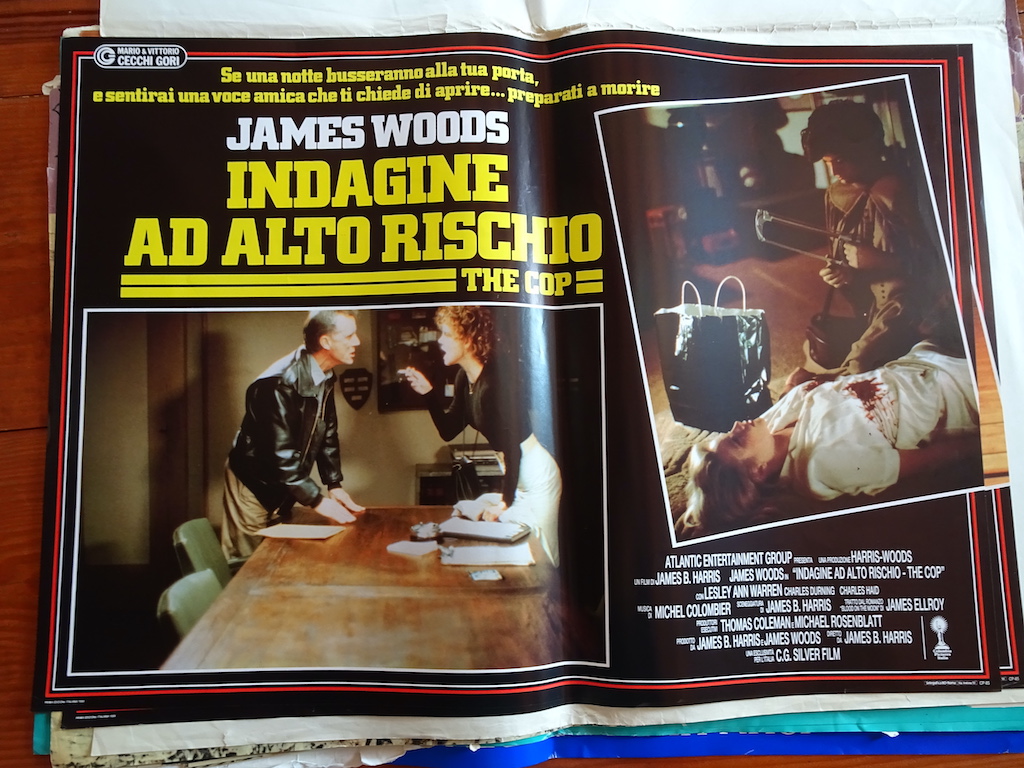 MARIO & VITTORIO
CECCHI GORI
Se una notte busseranno alla tua porta,
e sentirai una voce amica che ti chiede di aprire... preparati a morire
JAMES WOODS
INDAGINE
AD ALTO RISCHIO
THE COP
ATLANTIC ENTERTAINMENT GROUP PRESENTA UNA PRODUZIONE HARRIS-WOODS
UN FILM DI JAMES B. HARRIS JAMES WOODS IN "INDAGINE AD ALTO RISCHIO - THE COP"
CON LESLEY ANN WARREN CHARLES DURNING CHARLES HAID
MUSICA DI MICHEL COLOMBIER SCENEGGIATURA DI JAMES B. HARRIS TRATTO DAL ROMANZO "BLOOD ON THE MOON" DI JAMES ELLROY
PRODUTTORI ESECUTIVI THOMAS COLEMAN E MICHAEL ROSENBLATT
PRODOTTO DA JAMES B. HARRIS E JAMES WOODS DIRETTO DA JAMES B. HARRIS
UNA ESCLUSIVITÀ PER L'ITALIA C.G. SILVER FILM